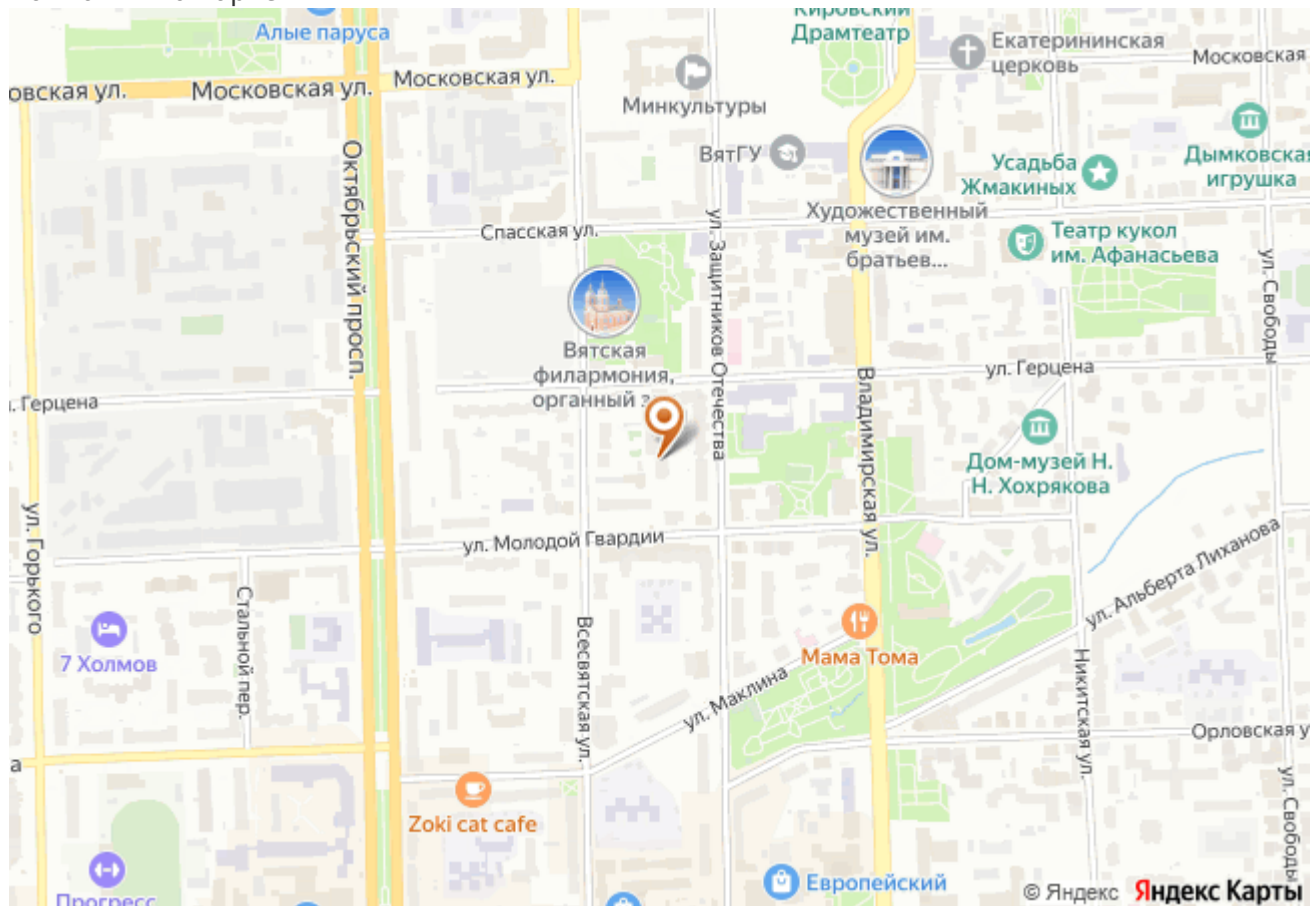 Алые паруса
Кировский
Драмтеатр
Екатерининская
церковь
Московская
овская ул.
Московская ул.
Московская ул.
Минкультуры
ВятГУ
Усадьба
Жмакиных
Дымковская
игрушка
Художественный
музей им.
братьев...
Театр кукол
им. Афанасьева
Октябрьский просп.
Спасская ул.
ул. Защитников Отечества
ул. Свободы
Вятская
филармония,
органный з...
ул. Герцена
. Герцена
Владимирская ул.
Дом-музей Н.
Н. Хохрякова
ул. Горького
ул. Молодой Гвардии
ул. Альберта Лиханова
Стальной пер.
7 Холмов
Всесвятская ул.
Мама Тома
ул. Маклина
Никитская ул.
Орловская у
а
ул. Свободы
Zoki cat cafe
Прогресс
Европейский
© Яндекс Яндекс Карты